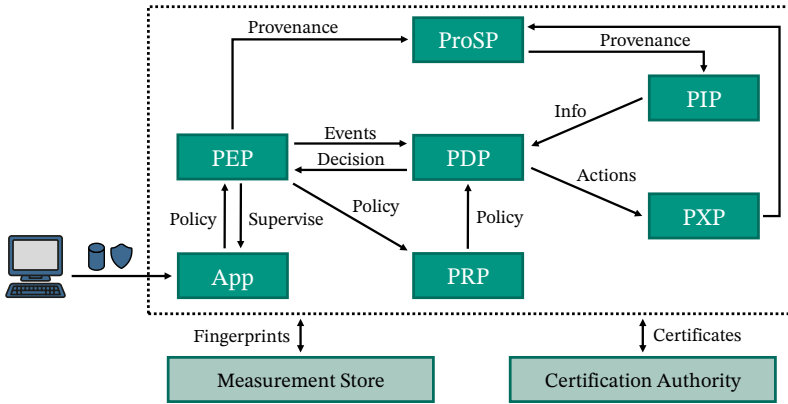 Provenance
ProSP
Provenance
PIP
Info
Events
PEP
PDP
Decision
Actions
Policy
Supervise
Policy
Policy
PXP
App
PRP
Fingerprints
Certificates
Measurement Store
Certification Authority